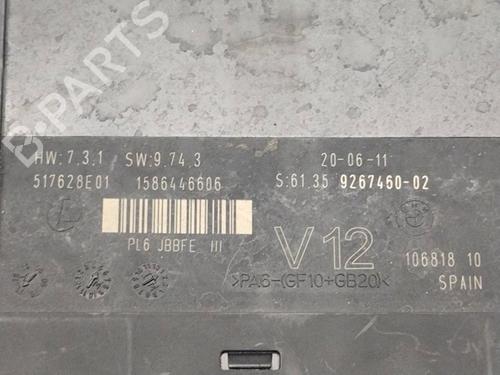 B-PARTS
HW:7.3.1 SW:9.74.3 20-06-11
517628E01 1586446606 S:61.35 9267460-02
L
PL6 JBBFE III
V12
106818 10
>PA6-(GF10+GB20)<
SPAIN